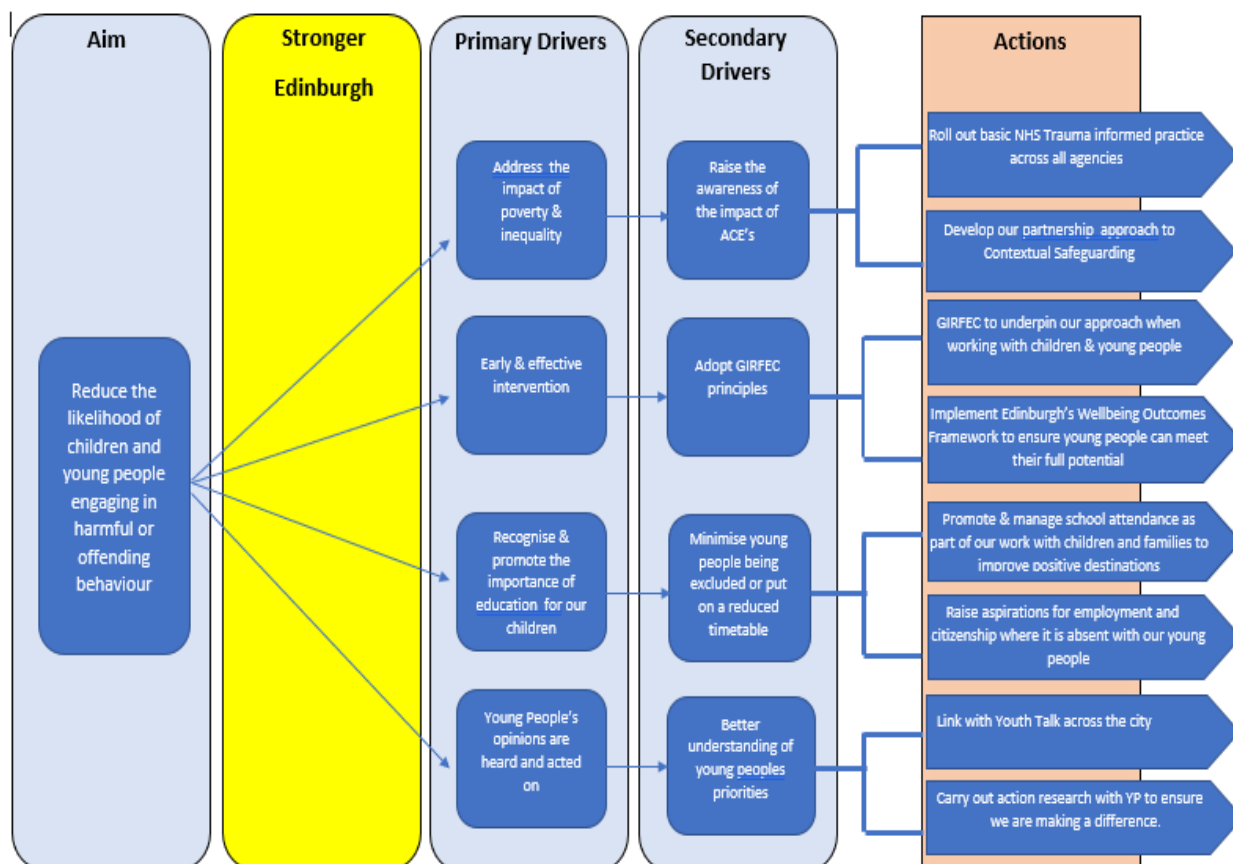 Aim
Stronger
Edinburgh
Primary Drivers
Secondary
Drivers
Actions
Reduce the
likelihood of
children and
young people
engaging in
harmful or
offending
behaviour
Address the
impact of
poverty &
inequality
Raise the
awareness of
the impact of
ACE's
Roll out basic NHS Trauma informed practice
across all agencies
Develop our partnership approach to
Contextual Safeguarding
Early & effective
intervention
Adopt GIRFEC
principles
GIRFEC to underpin our approach when
working with children & young people
Implement Edinburgh's Wellbeing Outcomes
Framework to ensure young people can meet
their full potential
Recognise &
promote the
importance of
education for our
children
Minimise young
people being
excluded or put
on a reduced
timetable
Promote & manage school attendance as
part of our work with children and families to
improve positive destinations
Raise aspirations for employment and
citizenship where it is absent with our young
people
Young People's
opinions are
heard and acted
on
Better
understanding of
young peoples
priorities
Link with Youth Talk across the city
Carry out action research with YP to ensure
we are making a difference.